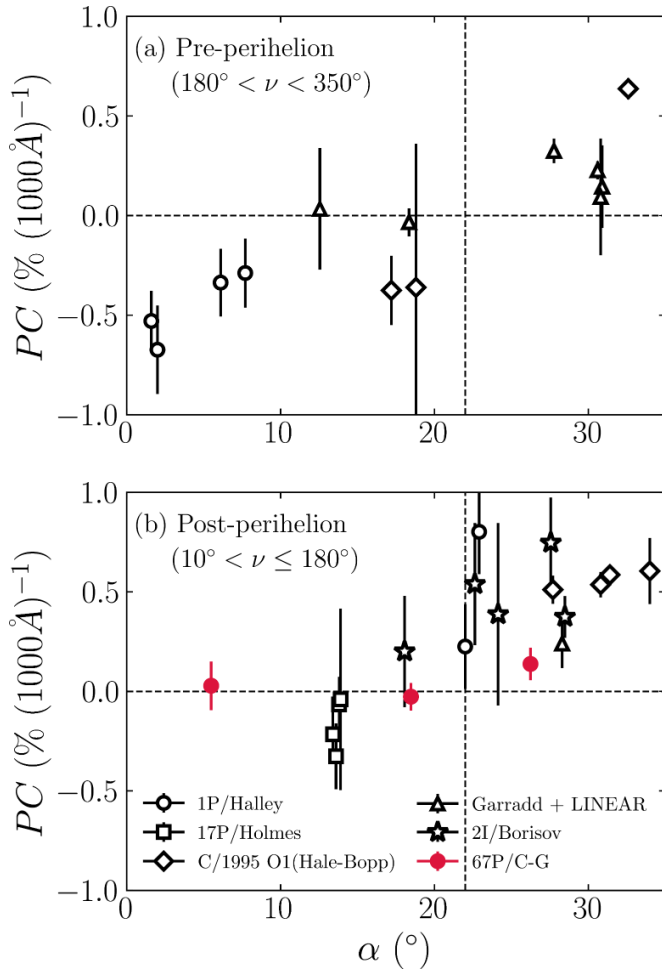 1.0
(a) Pre-perihelion
(180° < ν < 350°)
0.5
0.0
−0.5
−1.0
PC (% (1000Å)⁻¹)
0 10 20 30
1.0
(b) Post-perihelion
(10° < ν ≤ 180°)
0.5
0.0
−0.5
−1.0
PC (% (1000Å)⁻¹)
1P/Halley
17P/Holmes
C/1995 O1(Hale-Bopp)
Garradd + LINEAR
2I/Borisov
67P/C-G
0 10 20 30
α (°)